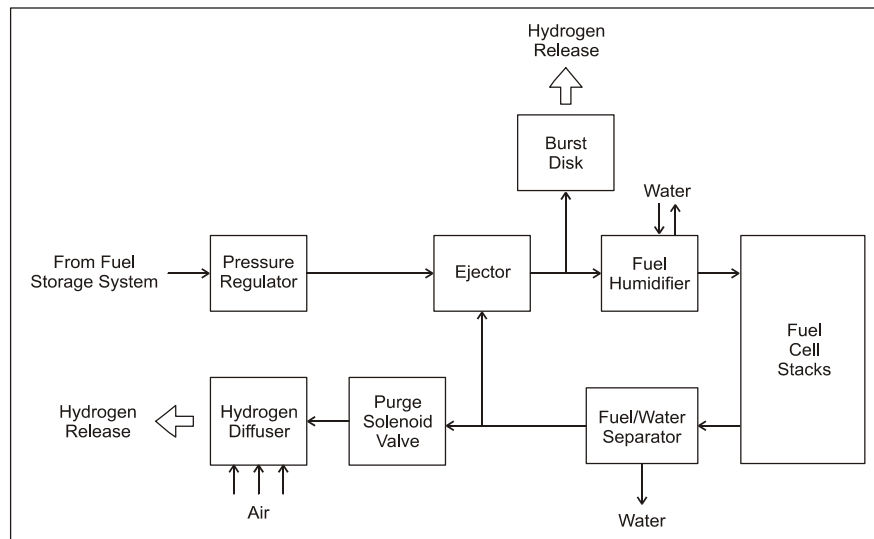 Hydrogen
Release
Burst
Disk
Water
From Fuel
Storage System
Pressure
Regulator
Ejector
Fuel
Humidifier
Fuel
Cell
Stacks
Hydrogen
Release
Hydrogen
Diffuser
Purge
Solenoid
Valve
Fuel/Water
Separator
Air
Water